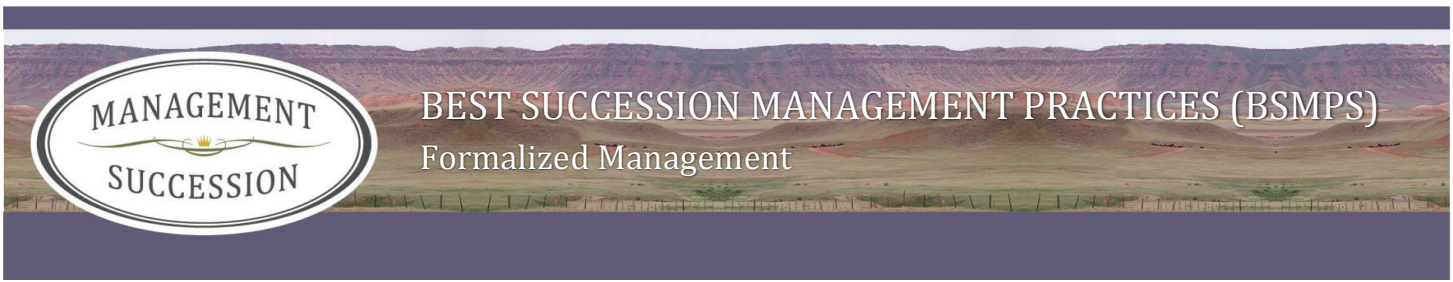 MANAGEMENT
SUCCESSION
BEST SUCCESSION MANAGEMENT PRACTICES (BSMPS)
Formalized Management